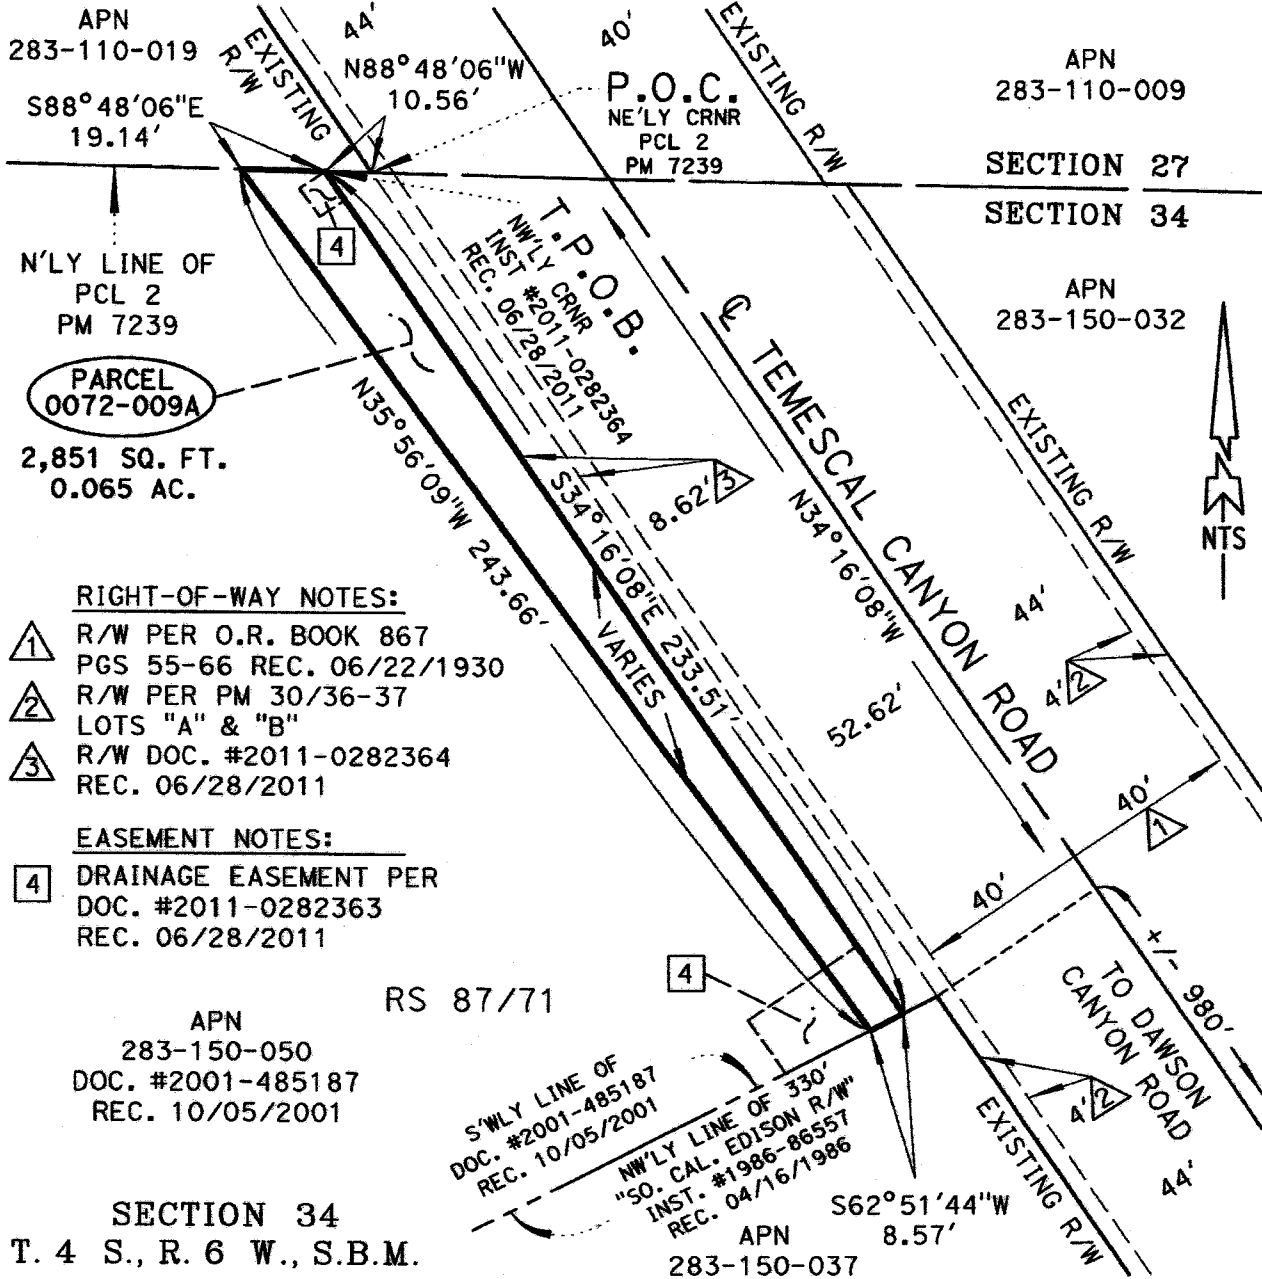 APN
283-110-019
S88°48'06"E
19.14'
EXISTING
R/W
44'
N88°48'06"W
10.56'
40'
P.O.C.
NE'LY CRNR
PCL 2
PM 7239
EXISTING R/W
APN
283-110-009
SECTION 27
SECTION 34
APN
283-150-032
N'LY LINE OF
PCL 2
PM 7239
4
T.P.O.B.
NW'LY CRNR
INST #2011-0282364
REC. 06/28/2011
PARCEL
0072-009A
2,851 SQ. FT.
0.065 AC.
N35°56'09"W 243.66'
S34°16'08"E 233.51'
VARIES
8.62'
3
℄ TEMESCAL CANYON ROAD
N34°16'08"W
52.62'
EXISTING R/W
NTS
44'
4'
2
40'
1
40'
RIGHT-OF-WAY NOTES:
1 R/W PER O.R. BOOK 867
PGS 55-66 REC. 06/22/1930
2 R/W PER PM 30/36-37
LOTS "A" & "B"
3 R/W DOC. #2011-0282364
REC. 06/28/2011
EASEMENT NOTES:
4 DRAINAGE EASEMENT PER
DOC. #2011-0282363
REC. 06/28/2011
RS 87/71
4
APN
283-150-050
DOC. #2001-485187
REC. 10/05/2001
S'WLY LINE OF
DOC. #2001-485187
REC. 10/05/2001
NW'LY LINE OF 330'
"SO. CAL. EDISON R/W"
INST. #1986-86557
REC. 04/16/1986
S62°51'44"W
8.57'
APN
283-150-037
+/- 980'
TO DAWSON
CANYON ROAD
4'
2
44'
EXISTING R/W
SECTION 34
T. 4 S., R. 6 W., S.B.M.